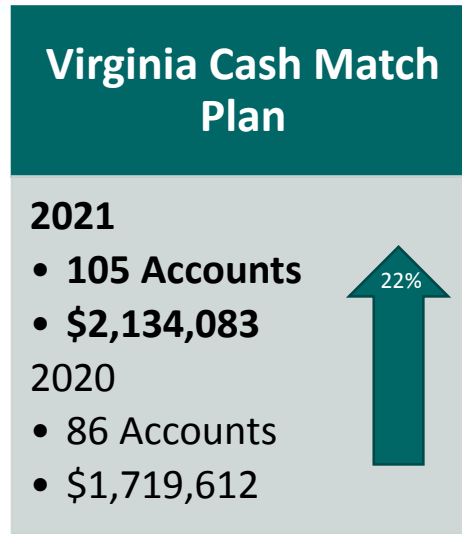 Virginia Cash Match
Plan
2021
• 105 Accounts
• $2,134,083
2020
• 86 Accounts
• $1,719,612
22%